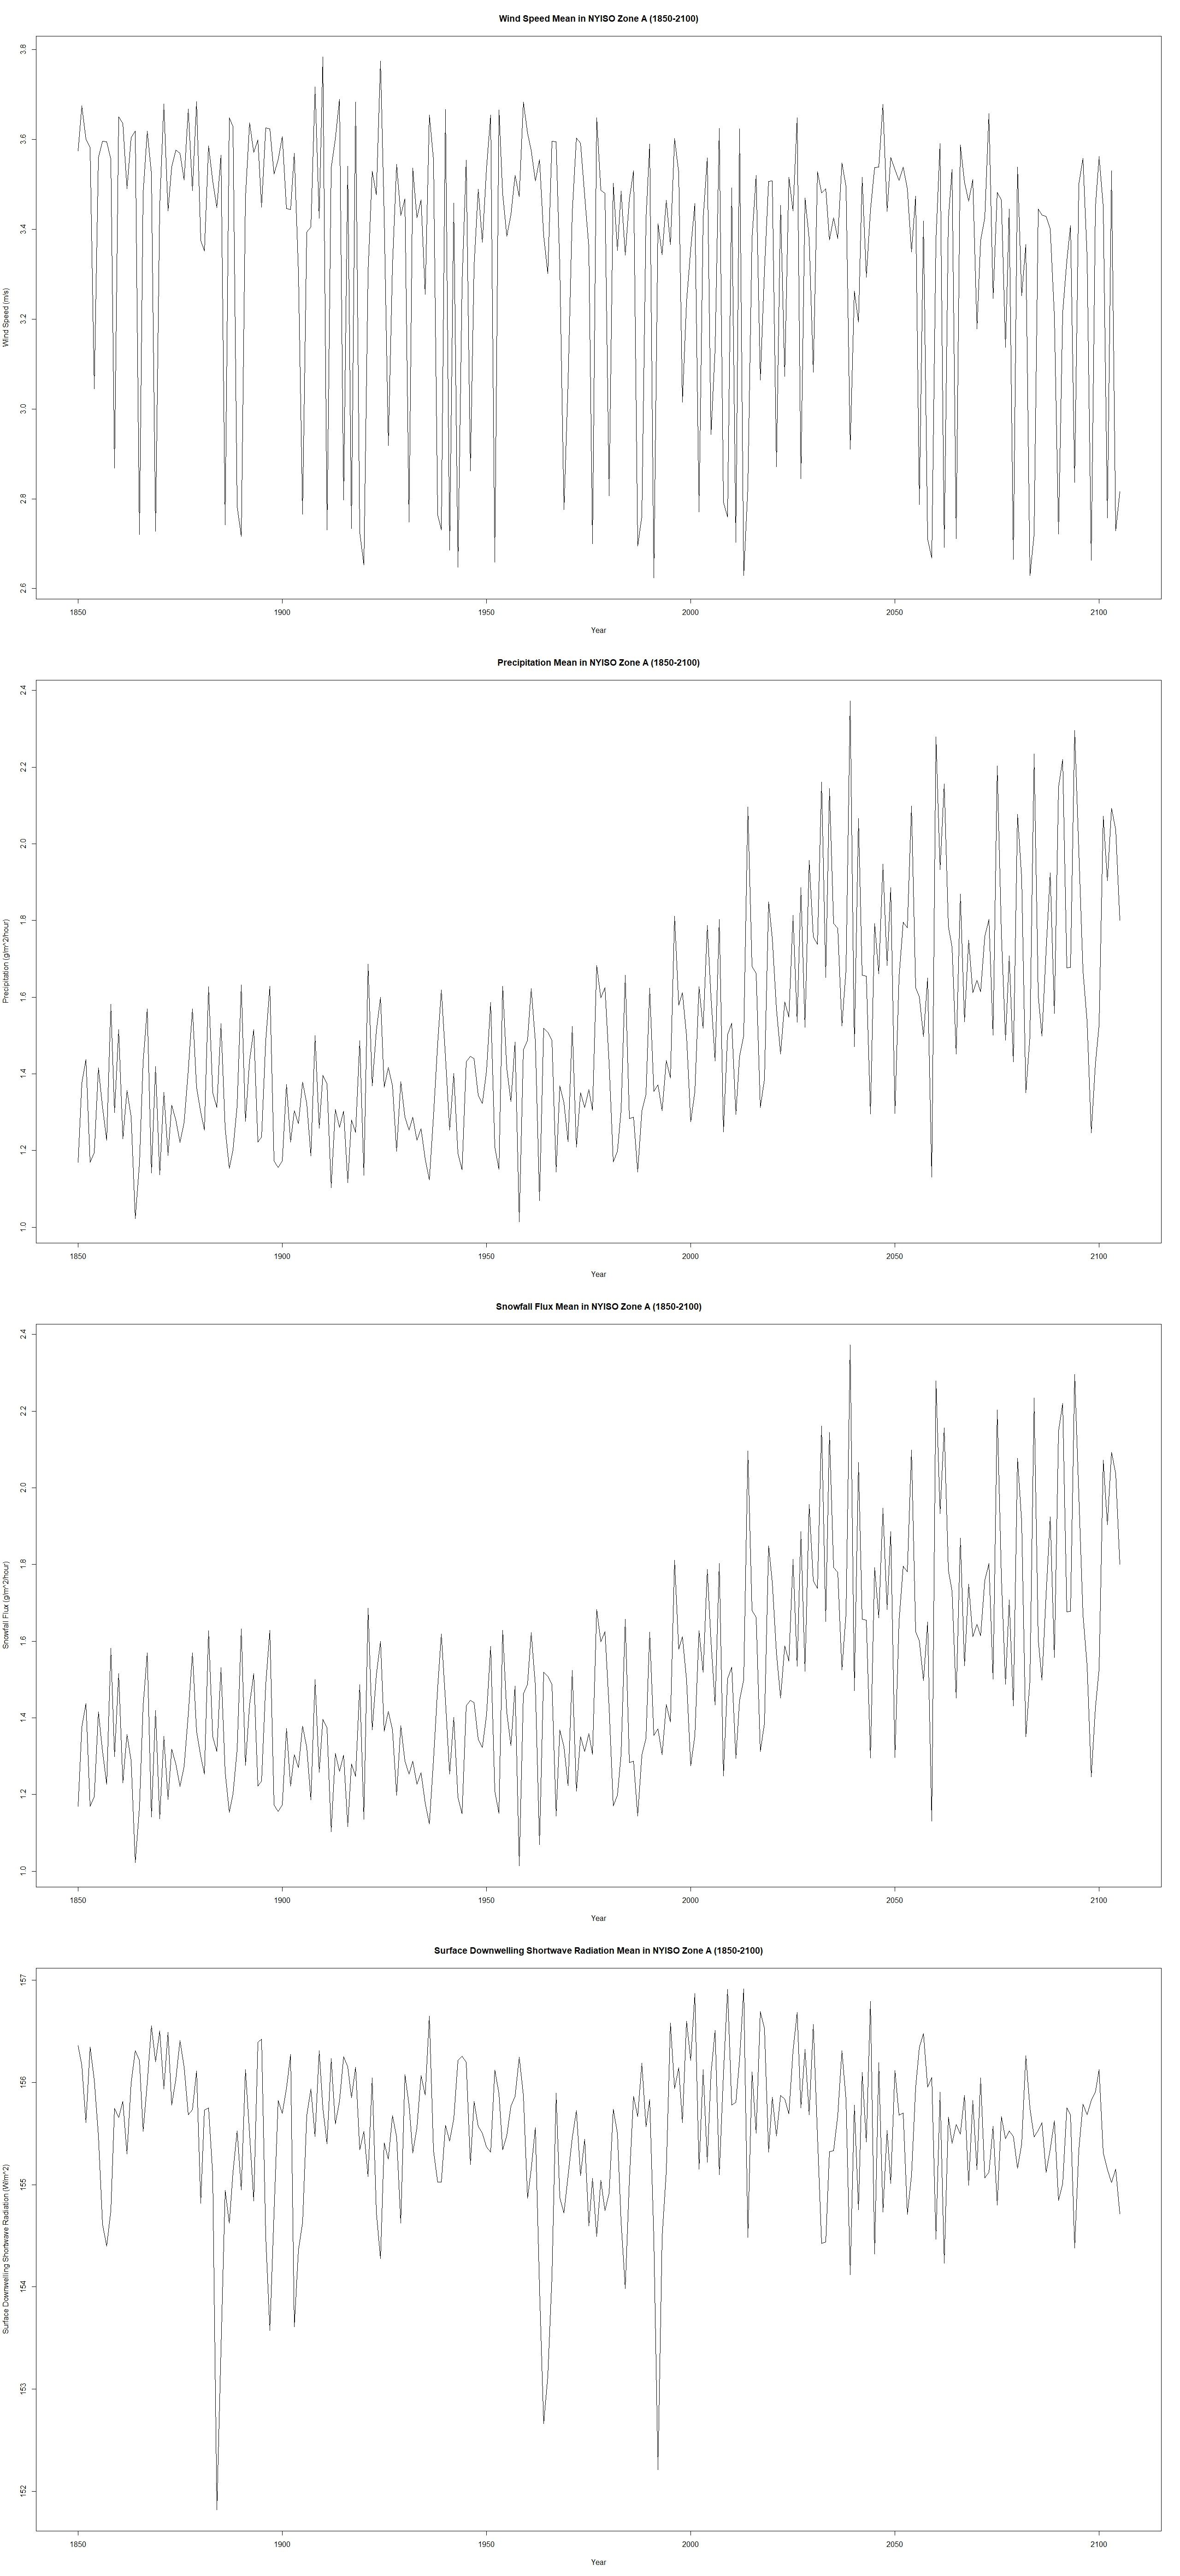 Wind Speed Mean in NYISO Zone A (1850-2100)
3.8
3.6
3.4
3.2
3.0
2.8
2.6
Wind Speed (m/s)
1850 1900 1950 2000 2050 2100
Year
Precipitation Mean in NYISO Zone A (1850-2100)
2.4
2.2
2.0
1.8
1.6
1.4
1.2
1.0
Precipitation (g/m^2/hour)
1850 1900 1950 2000 2050 2100
Year
Snowfall Flux Mean in NYISO Zone A (1850-2100)
2.4
2.2
2.0
1.8
1.6
1.4
1.2
1.0
Snowfall Flux (g/m^2/hour)
1850 1900 1950 2000 2050 2100
Year
Surface Downwelling Shortwave Radiation Mean in NYISO Zone A (1850-2100)
157
156
155
154
153
152
Surface Downwelling Shortwave Radiation (W/m^2)
1850 1900 1950 2000 2050 2100
Year